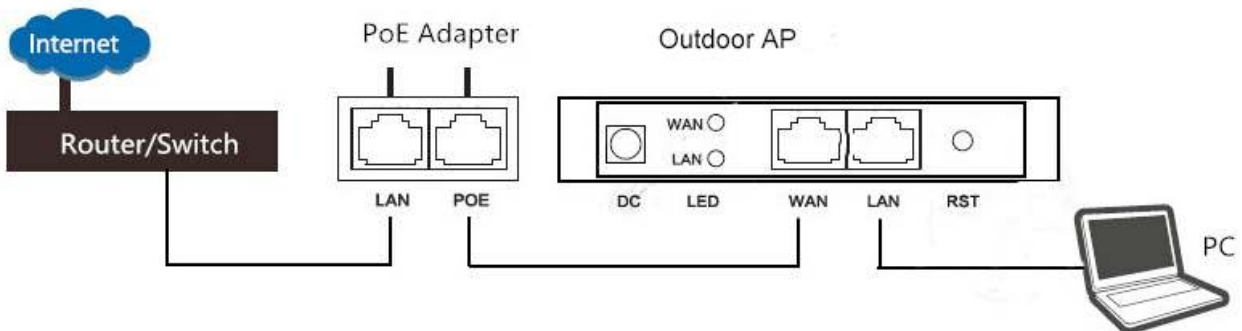 Internet
PoE Adapter
Outdoor AP
Router/Switch
WAN
LAN
LAN
POE
DC
LED
WAN
LAN
RST
PC